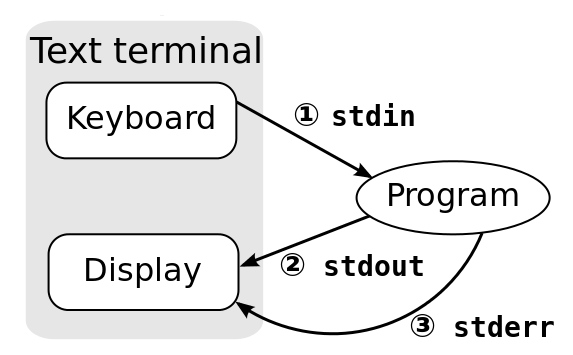 Text terminal
Keyboard
① stdin
Program
Display
② stdout
③ stderr